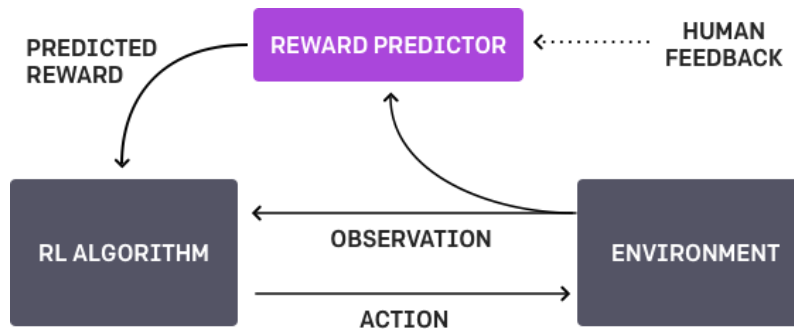 PREDICTED
REWARD
REWARD PREDICTOR
HUMAN
FEEDBACK
RL ALGORITHM
OBSERVATION
ENVIRONMENT
ACTION